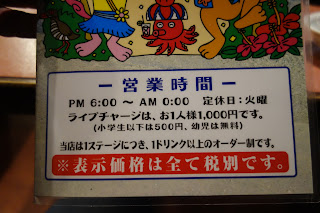 ー営業時間ー
PM 6:00 ～ AM 0:00　定休日：火曜
ライブチャージは、お1人様1,000円です。
(小学生以下は500円、幼児は無料)
当店は1ステージにつき、1ドリンク以上のオーダー制です。
※表示価格は全て税別です。